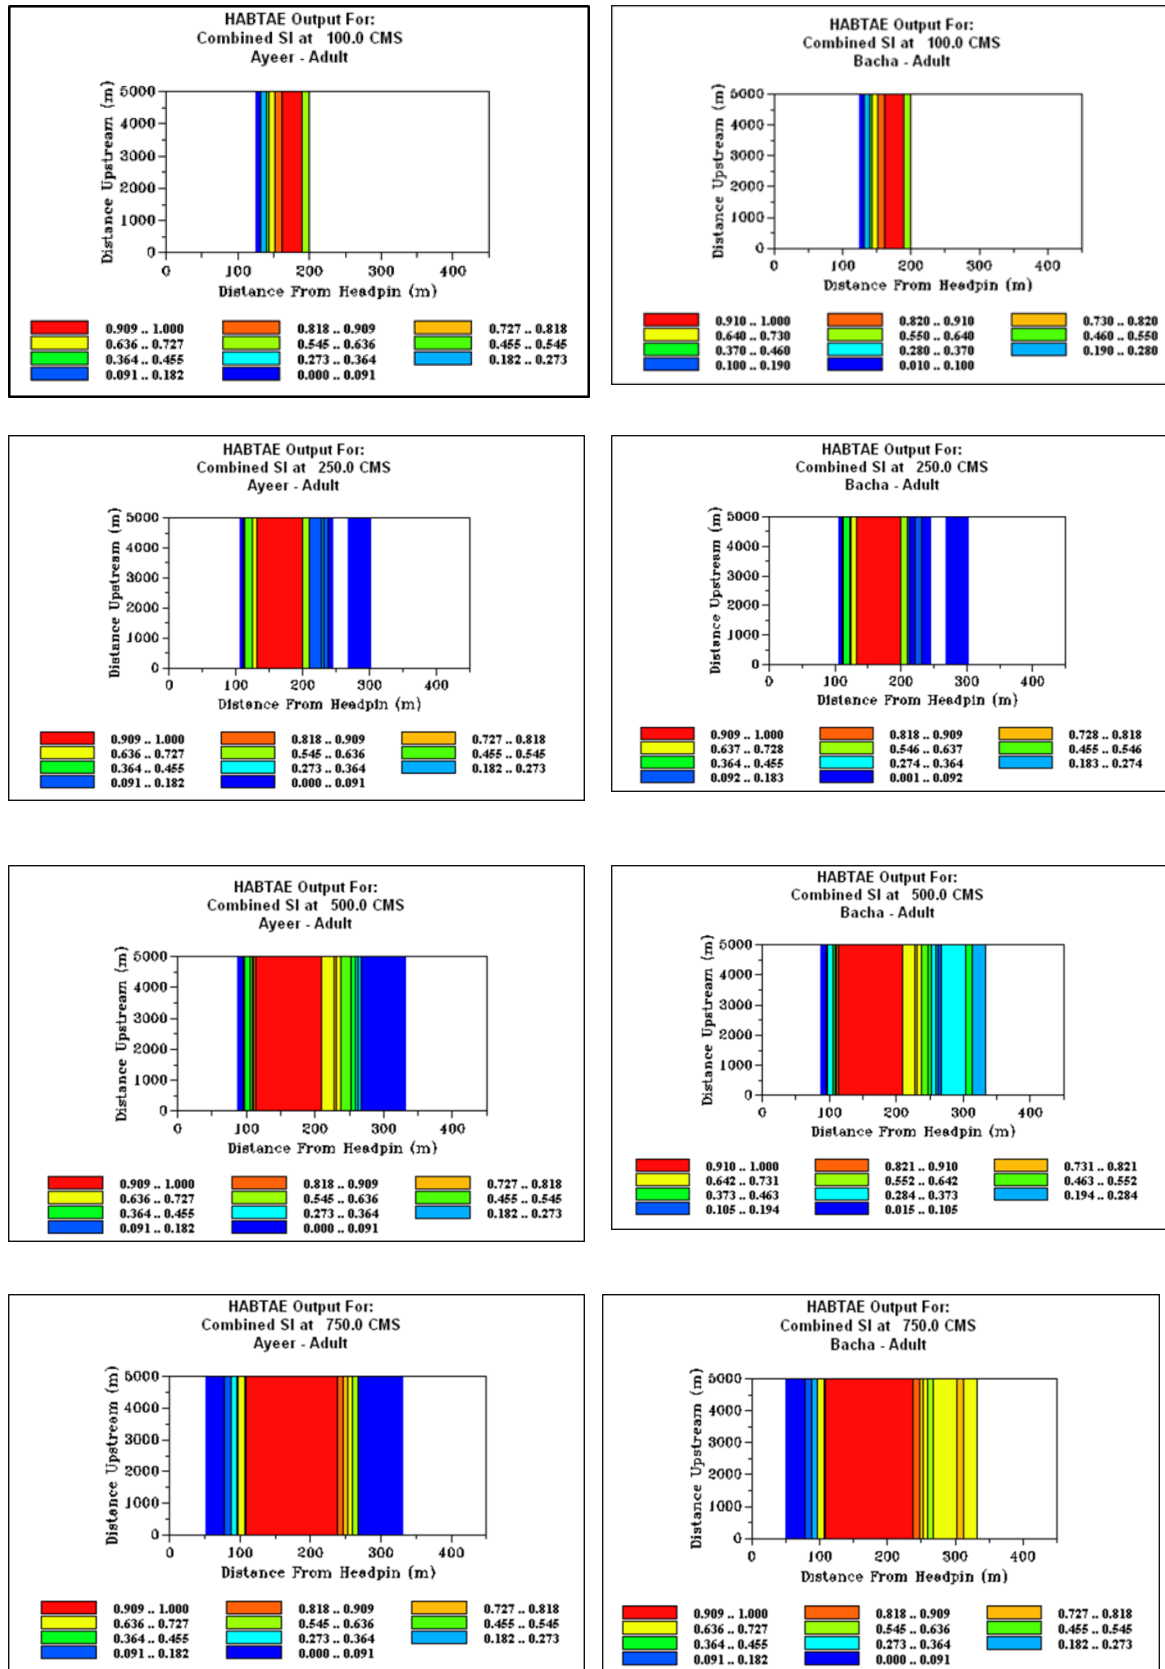 HABTAE Output For:
Combined SI at 100.0 CMS
Ayeer - Adult
Distance Upstream (m)
5000
4000
3000
2000
1000
0
0 100 200 300 400
Distance From Headpin (m)
0.909 .. 1.000 0.818 .. 0.909 0.727 .. 0.818
0.636 .. 0.727 0.545 .. 0.636 0.455 .. 0.545
0.364 .. 0.455 0.273 .. 0.364 0.182 .. 0.273
0.091 .. 0.182 0.000 .. 0.091
HABTAE Output For:
Combined SI at 100.0 CMS
Bacha - Adult
Distance Upstream (m)
5000
4000
3000
2000
1000
0
0 100 200 300 400
Distance From Headpin (m)
0.910 .. 1.000 0.820 .. 0.910 0.730 .. 0.820
0.640 .. 0.730 0.550 .. 0.640 0.460 .. 0.550
0.370 .. 0.460 0.280 .. 0.370 0.190 .. 0.280
0.100 .. 0.190 0.010 .. 0.100
HABTAE Output For:
Combined SI at 250.0 CMS
Ayeer - Adult
Distance Upstream (m)
5000
4000
3000
2000
1000
0
0 100 200 300 400
Distance From Headpin (m)
0.909 .. 1.000 0.818 .. 0.909 0.727 .. 0.818
0.636 .. 0.727 0.545 .. 0.636 0.455 .. 0.545
0.364 .. 0.455 0.273 .. 0.364 0.182 .. 0.273
0.091 .. 0.182 0.000 .. 0.091
HABTAE Output For:
Combined SI at 250.0 CMS
Bacha - Adult
Distance Upstream (m)
5000
4000
3000
2000
1000
0
0 100 200 300 400
Distance From Headpin (m)
0.909 .. 1.000 0.818 .. 0.909 0.728 .. 0.818
0.637 .. 0.728 0.546 .. 0.637 0.455 .. 0.546
0.364 .. 0.455 0.274 .. 0.364 0.183 .. 0.274
0.092 .. 0.183 0.001 .. 0.092
HABTAE Output For:
Combined SI at 500.0 CMS
Ayeer - Adult
Distance Upstream (m)
5000
4000
3000
2000
1000
0
0 100 200 300 400
Distance From Headpin (m)
0.909 .. 1.000 0.818 .. 0.909 0.727 .. 0.818
0.636 .. 0.727 0.545 .. 0.636 0.455 .. 0.545
0.364 .. 0.455 0.273 .. 0.364 0.182 .. 0.273
0.091 .. 0.182 0.000 .. 0.091
HABTAE Output For:
Combined SI at 500.0 CMS
Bacha - Adult
Distance Upstream (m)
5000
4000
3000
2000
1000
0
0 100 200 300 400
Distance From Headpin (m)
0.910 .. 1.000 0.821 .. 0.910 0.731 .. 0.821
0.642 .. 0.731 0.552 .. 0.642 0.463 .. 0.552
0.373 .. 0.463 0.284 .. 0.373 0.194 .. 0.284
0.105 .. 0.194 0.015 .. 0.105
HABTAE Output For:
Combined SI at 750.0 CMS
Ayeer - Adult
Distance Upstream (m)
5000
4000
3000
2000
1000
0
0 100 200 300 400
Distance From Headpin (m)
0.909 .. 1.000 0.818 .. 0.909 0.727 .. 0.818
0.636 .. 0.727 0.545 .. 0.636 0.455 .. 0.545
0.364 .. 0.455 0.273 .. 0.364 0.182 .. 0.273
0.091 .. 0.182 0.000 .. 0.091
HABTAE Output For:
Combined SI at 750.0 CMS
Bacha - Adult
Distance Upstream (m)
5000
4000
3000
2000
1000
0
0 100 200 300 400
Distance From Headpin (m)
0.909 .. 1.000 0.818 .. 0.909 0.727 .. 0.818
0.636 .. 0.727 0.545 .. 0.636 0.455 .. 0.545
0.364 .. 0.455 0.273 .. 0.364 0.182 .. 0.273
0.091 .. 0.182 0.000 .. 0.091